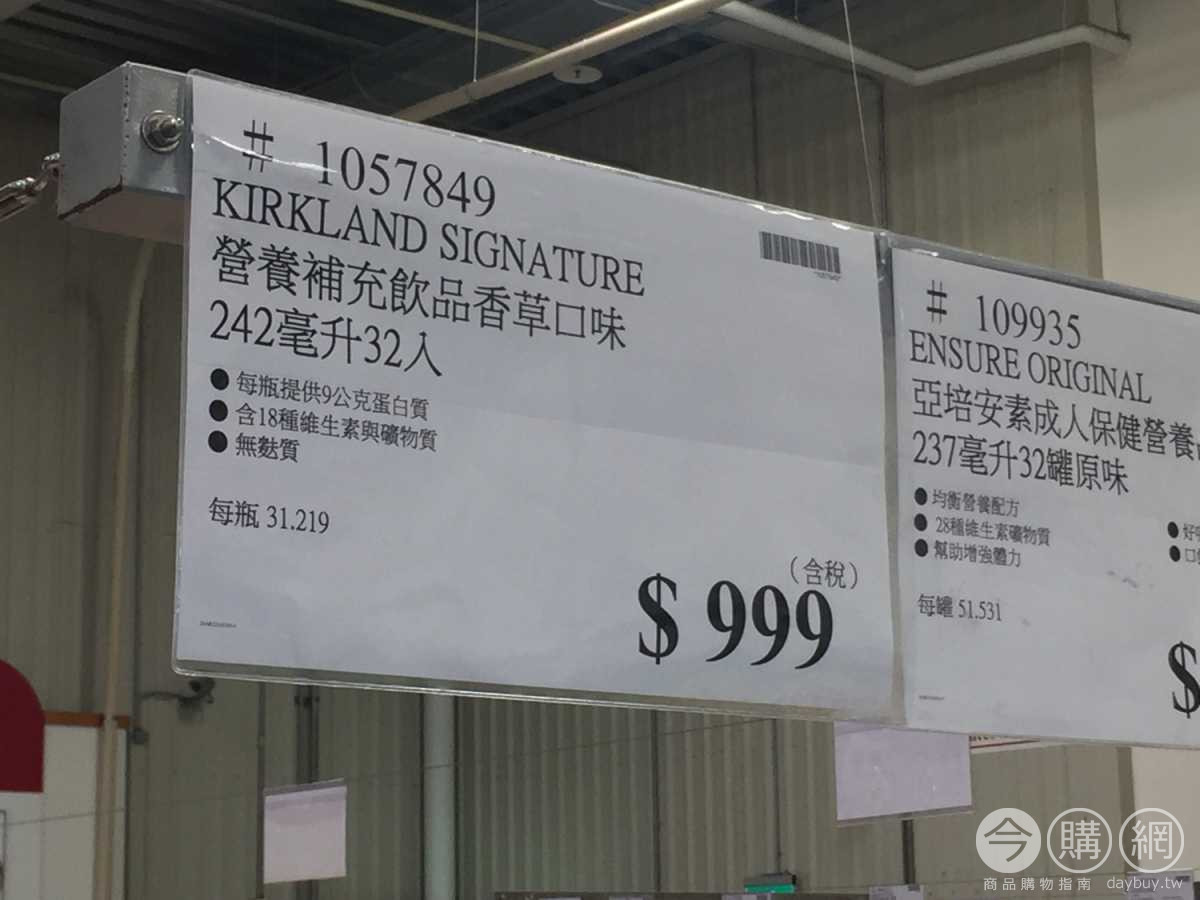 # 1057849
KIRKLAND SIGNATURE
營養補充飲品香草口味
242毫升32入
● 每瓶提供9公克蛋白質
● 含18種維生素與礦物質
● 無麩質
每瓶 31.219
(含稅)
$ 999
# 109935
ENSURE ORIGINAL
亞培安素成人保健營養
237毫升32罐原味
● 均衡營養配方
● 28種維生素礦物質
● 幫助增強體力
● 好
● 口
每罐 51.531
$
今購網
商品購物指南 daybuy.tw